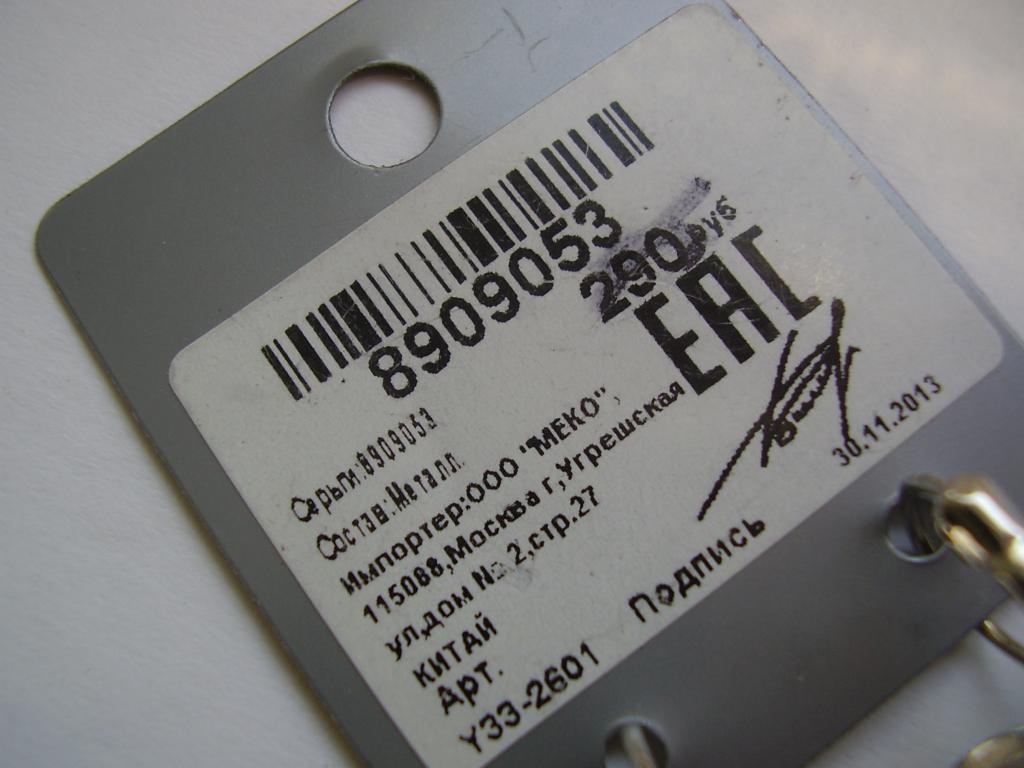 8909053
290 руб
EAC
Серьги:8909053
Состав:Металл.
Импортер:ООО "МЕКО",
115088,Москва г,,Угрешская
ул,дом № 2,стр.27
КИТАЙ
Арт.
Y33-2601 ПОДПИСЬ
30.11.2013